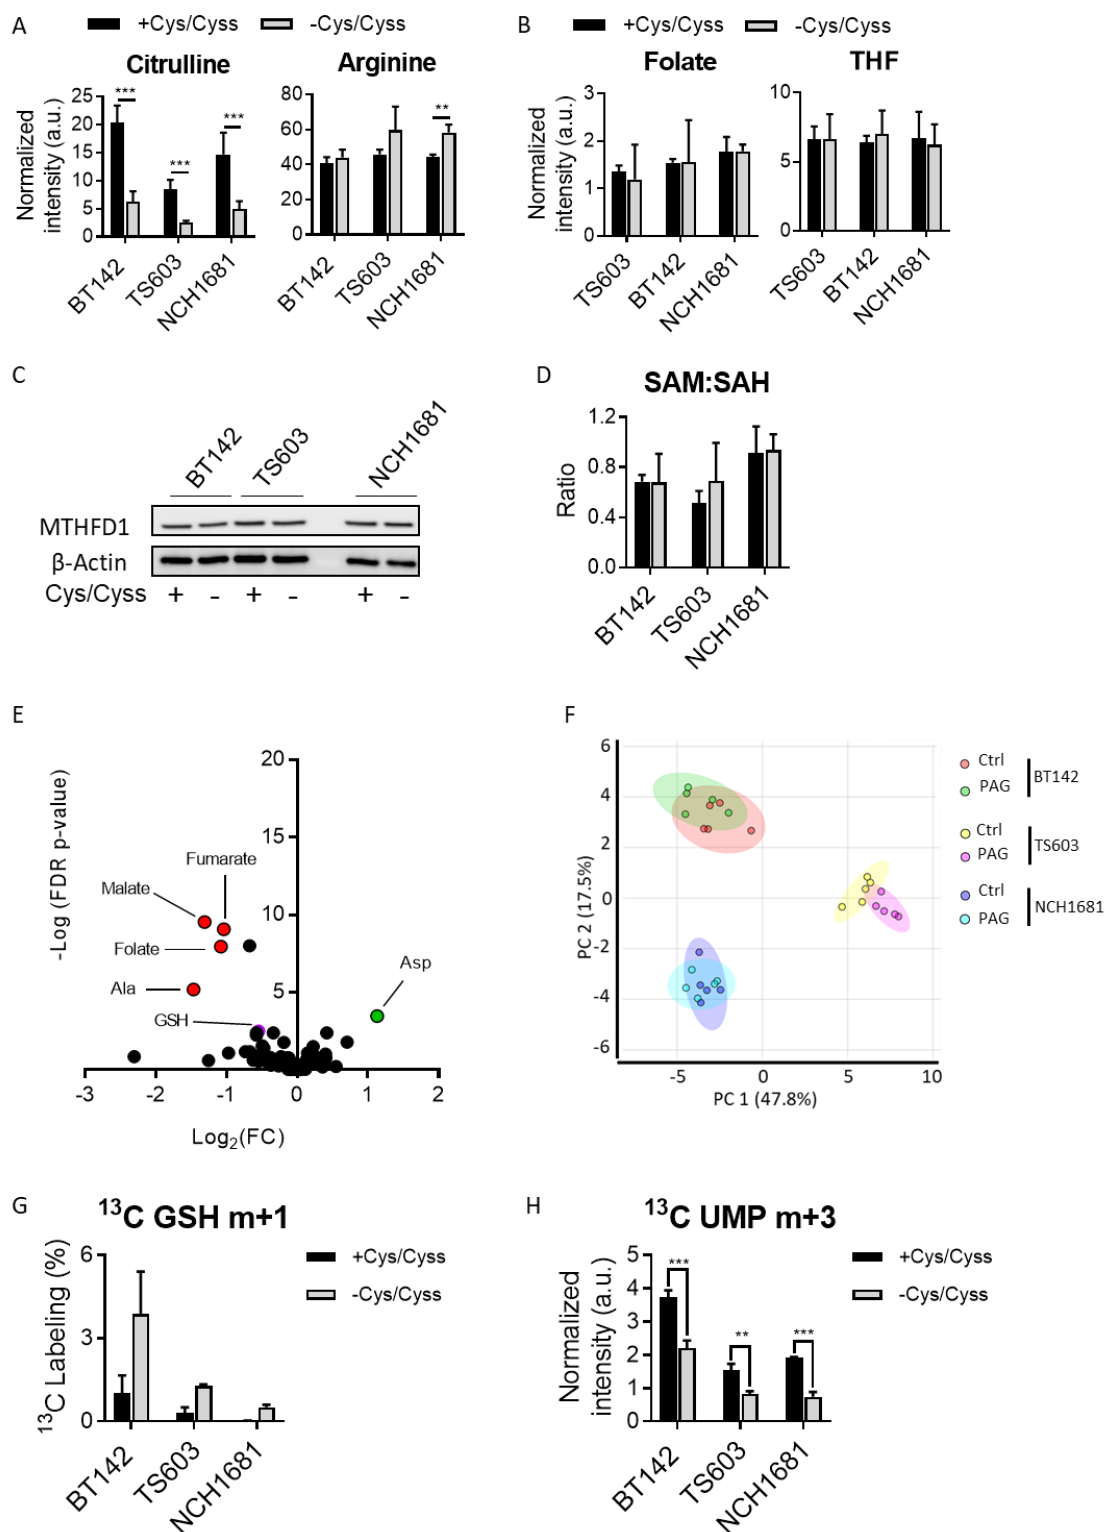 A
+Cys/Cyss
-Cys/Cyss
Citrulline
Arginine
Normalized
intensity (a.u.)
25
20
15
10
5
0
***
***
***
BT142
TS603
NCH1681
80
60
40
20
0
**
BT142
TS603
NCH1681
B
+Cys/Cyss
-Cys/Cyss
Folate
THF
Normalized
intensity (a.u.)
3
2
1
0
TS603
BT142
NCH1681
10
5
0
TS603
BT142
NCH1681
C
BT142
TS603
NCH1681
MTHFD1
β-Actin
Cys/Cyss + - + - + -
D
SAM:SAH
Ratio
1.2
0.8
0.4
0.0
BT142
TS603
NCH1681
E
-Log (FDR p-value)
20
15
10
5
Fumarate
Malate
Folate
Ala
GSH
Asp
-3 -2 -1 0 1 2
Log2(FC)
F
PC 2 (17.5%)
6
4
2
0
-2
-4
-6
-5 0 5 10
PC 1 (47.8%)
Ctrl
PAG
BT142
Ctrl
PAG
TS603
Ctrl
PAG
NCH1681
G
13C GSH m+1
13C Labeling (%)
6
3
0
BT142
TS603
NCH1681
+Cys/Cyss
-Cys/Cyss
H
13C UMP m+3
Normalized
intensity (a.u.)
5
4
3
2
1
0
***
**
***
BT142
TS603
NCH1681
+Cys/Cyss
-Cys/Cyss